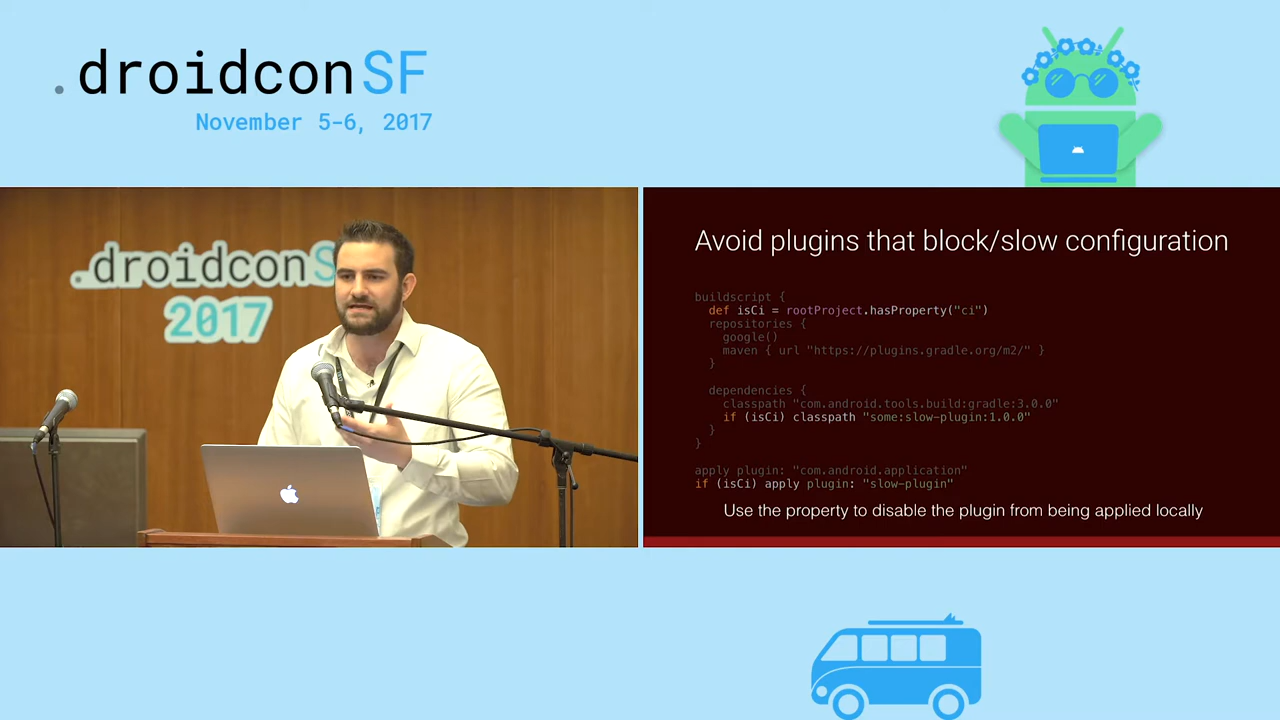 .droidconSF
November 5-6, 2017
.droidconS
2017
Avoid plugins that block/slow configuration
buildscript {
def isCi = rootProject.hasProperty("ci")
repositories {
google()
maven { url "https://plugins.gradle.org/m2/" }
}
dependencies {
classpath "com.android.tools.build:gradle:3.0.0"
if (isCi) classpath "some:slow-plugin:1.0.0"
}
}
apply plugin: "com.android.application"
if (isCi) apply plugin: "slow-plugin"
Use the property to disable the plugin from being applied locally